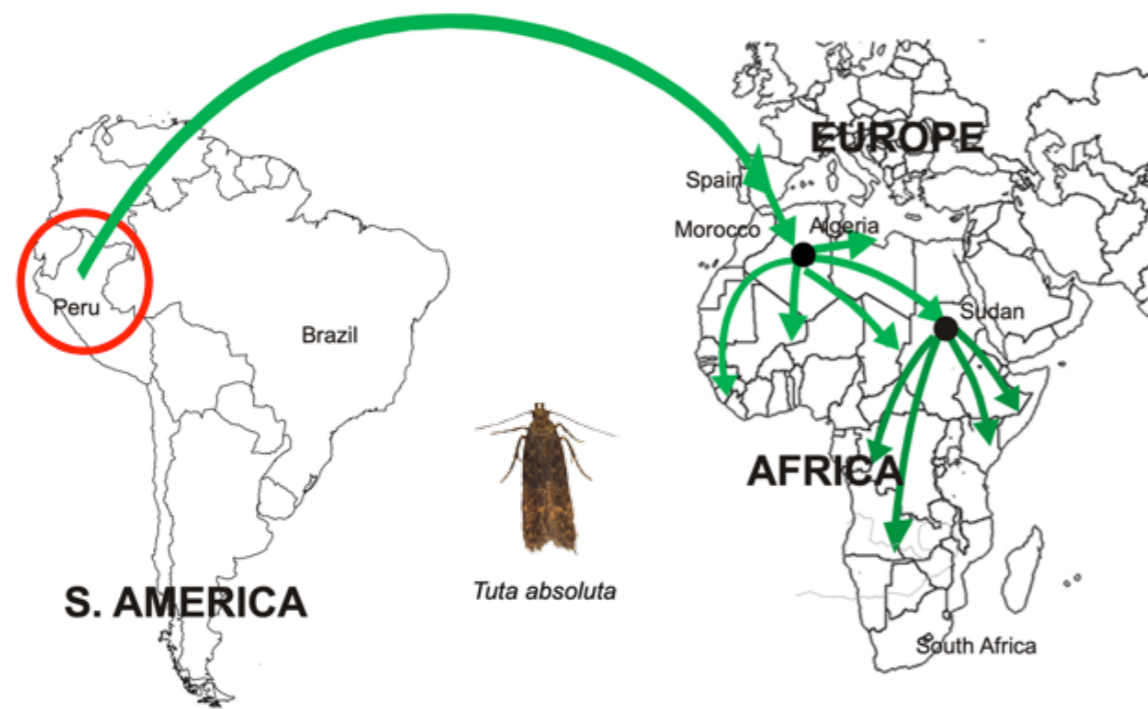 EUROPE
Spain
Morocco
Algeria
Peru
Sudan
Brazil
AFRICA
Tuta absoluta
S. AMERICA
South Africa